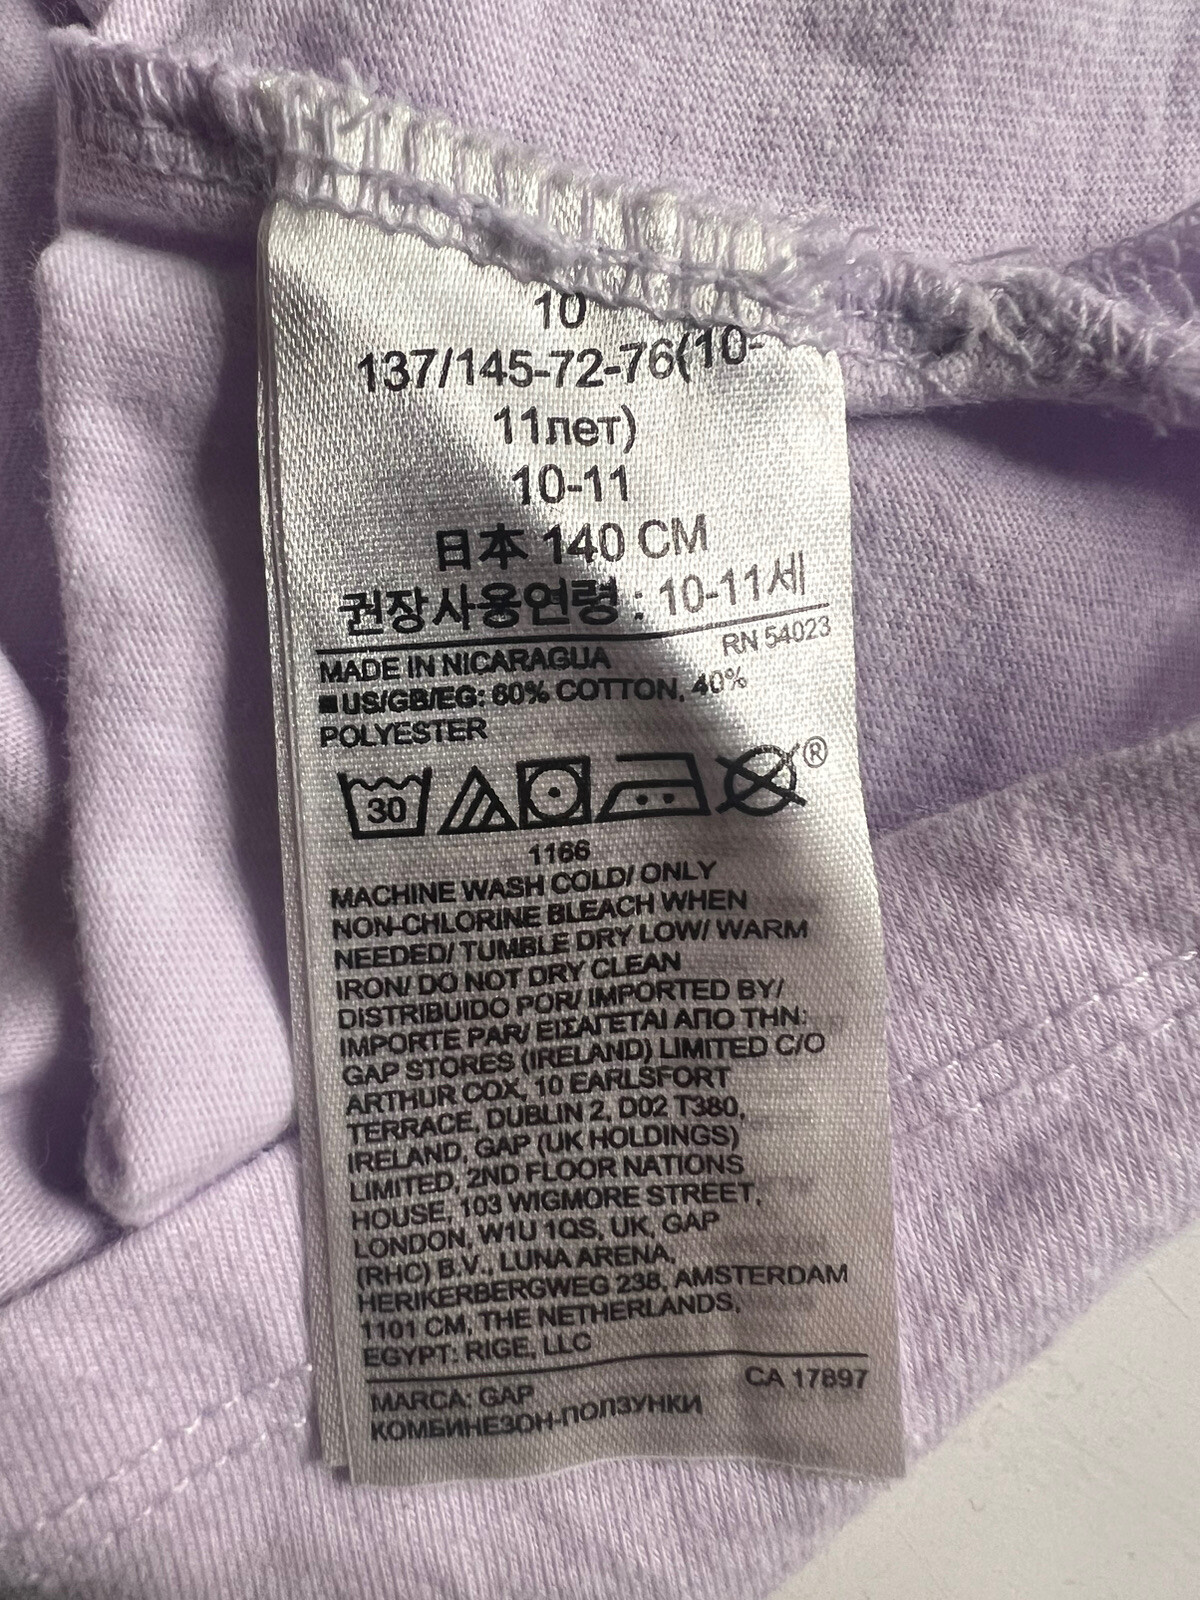 10
137/145-72-76(10-
11лет)
10-11
日本 140 CM
권장사용연령 : 10-11세
RN 54023
MADE IN NICARAGUA
■US/GB/EG: 60% COTTON, 40%
POLYESTER
30
®
1166
MACHINE WASH COLD/ ONLY
NON-CHLORINE BLEACH WHEN
NEEDED/ TUMBLE DRY LOW/ WARM
IRON/ DO NOT DRY CLEAN
DISTRIBUIDO POR/ IMPORTED BY/
IMPORTE PAR/ ΕΙΣΑΓΕΤΑΙ ΑΠΟ ΤΗΝ:
GAP STORES (IRELAND) LIMITED C/O
ARTHUR COX, 10 EARLSFORT
TERRACE, DUBLIN 2, D02 T380,
IRELAND, GAP (UK HOLDINGS)
LIMITED, 2ND FLOOR NATIONS
HOUSE, 103 WIGMORE STREET,
LONDON, W1U 1QS, UK, GAP
(RHC) B.V., LUNA ARENA,
HERIKERBERGWEG 238, AMSTERDAM
1101 CM, THE NETHERLANDS,
EGYPT: RIGE, LLC
CA 17897
MARCA: GAP
КОМБИНЕЗОН-ПОЛЗУНКИ